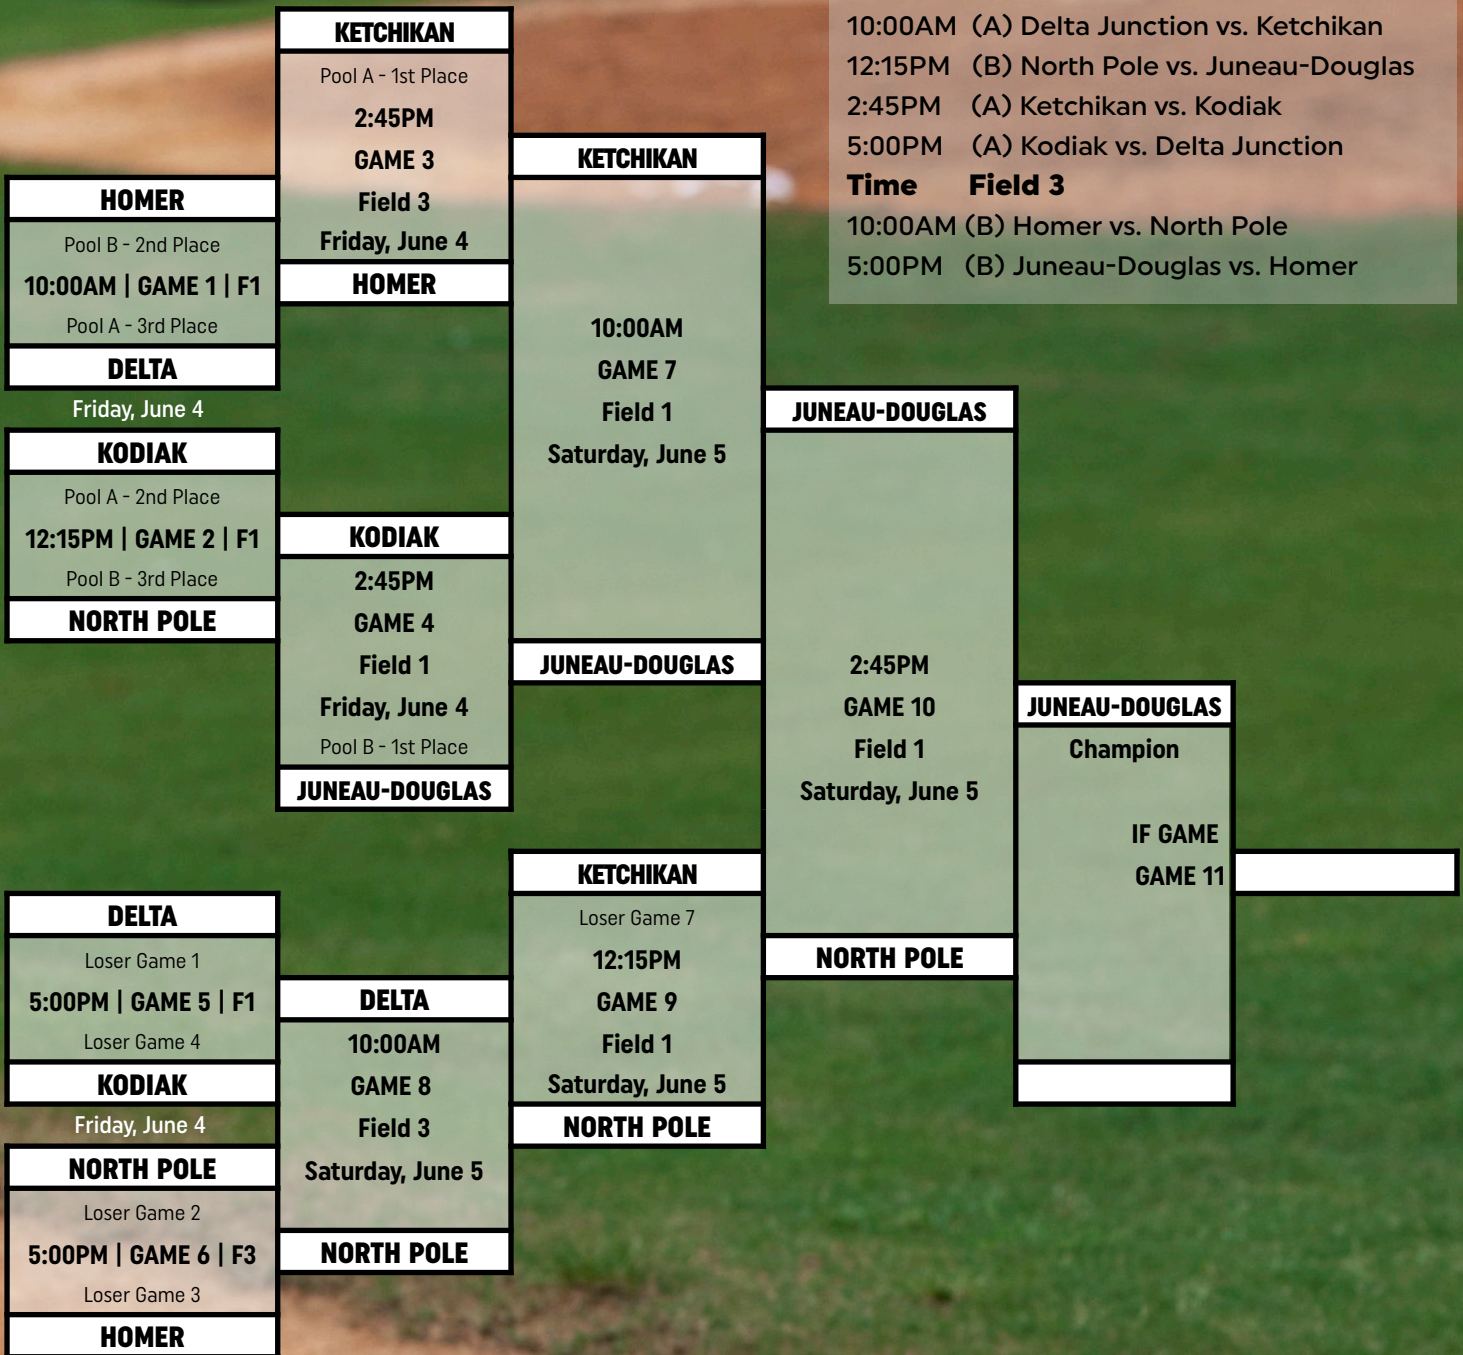 10:00AM (A) Delta Junction vs. Ketchikan
12:15PM (B) North Pole vs. Juneau-Douglas
2:45PM (A) Ketchikan vs. Kodiak
5:00PM (A) Kodiak vs. Delta Junction
Time Field 3
10:00AM (B) Homer vs. North Pole
5:00PM (B) Juneau-Douglas vs. Homer
HOMER
Pool B - 2nd Place
10:00AM | GAME 1 | F1
Pool A - 3rd Place
DELTA
Friday, June 4
KODIAK
Pool A - 2nd Place
12:15PM | GAME 2 | F1
Pool B - 3rd Place
NORTH POLE
KETCHIKAN
Pool A - 1st Place
2:45PM
GAME 3
Field 3
Friday, June 4
HOMER
KODIAK
2:45PM
GAME 4
Field 1
Friday, June 4
Pool B - 1st Place
JUNEAU-DOUGLAS
KETCHIKAN
10:00AM
GAME 7
Field 1
Saturday, June 5
JUNEAU-DOUGLAS
JUNEAU-DOUGLAS
2:45PM
GAME 10
Field 1
Saturday, June 5
NORTH POLE
JUNEAU-DOUGLAS
Champion
IF GAME
GAME 11
DELTA
Loser Game 1
5:00PM | GAME 5 | F1
Loser Game 4
KODIAK
Friday, June 4
NORTH POLE
Loser Game 2
5:00PM | GAME 6 | F3
Loser Game 3
HOMER
DELTA
10:00AM
GAME 8
Field 3
Saturday, June 5
NORTH POLE
KETCHIKAN
Loser Game 7
12:15PM
GAME 9
Field 1
Saturday, June 5
NORTH POLE